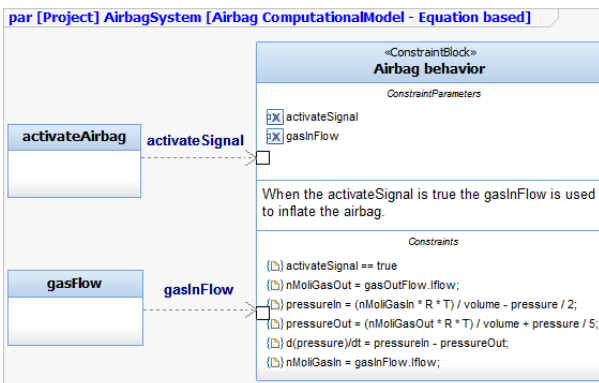 par [Project] AirbagSystem [Airbag ComputationalModel - Equation based]
«ConstraintBlock»
Airbag behavior
ConstraintParameters
activateSignal
gasInFlow
activateAirbag
activateSignal
When the activateSignal is true the gasInFlow is used
to inflate the airbag.
Constraints
{} activateSignal == true
{} nMoliGasOut = gasOutFlow.Iflow;
{} pressureIn = (nMoliGasIn * R * T) / volume - pressure / 2;
{} pressureOut = (nMoliGasOut * R * T) / volume + pressure / 5;
{} d(pressure)/dt = pressureIn - pressureOut;
{} nMoliGasIn = gasInFlow.Iflow;
gasFlow
gasInFlow